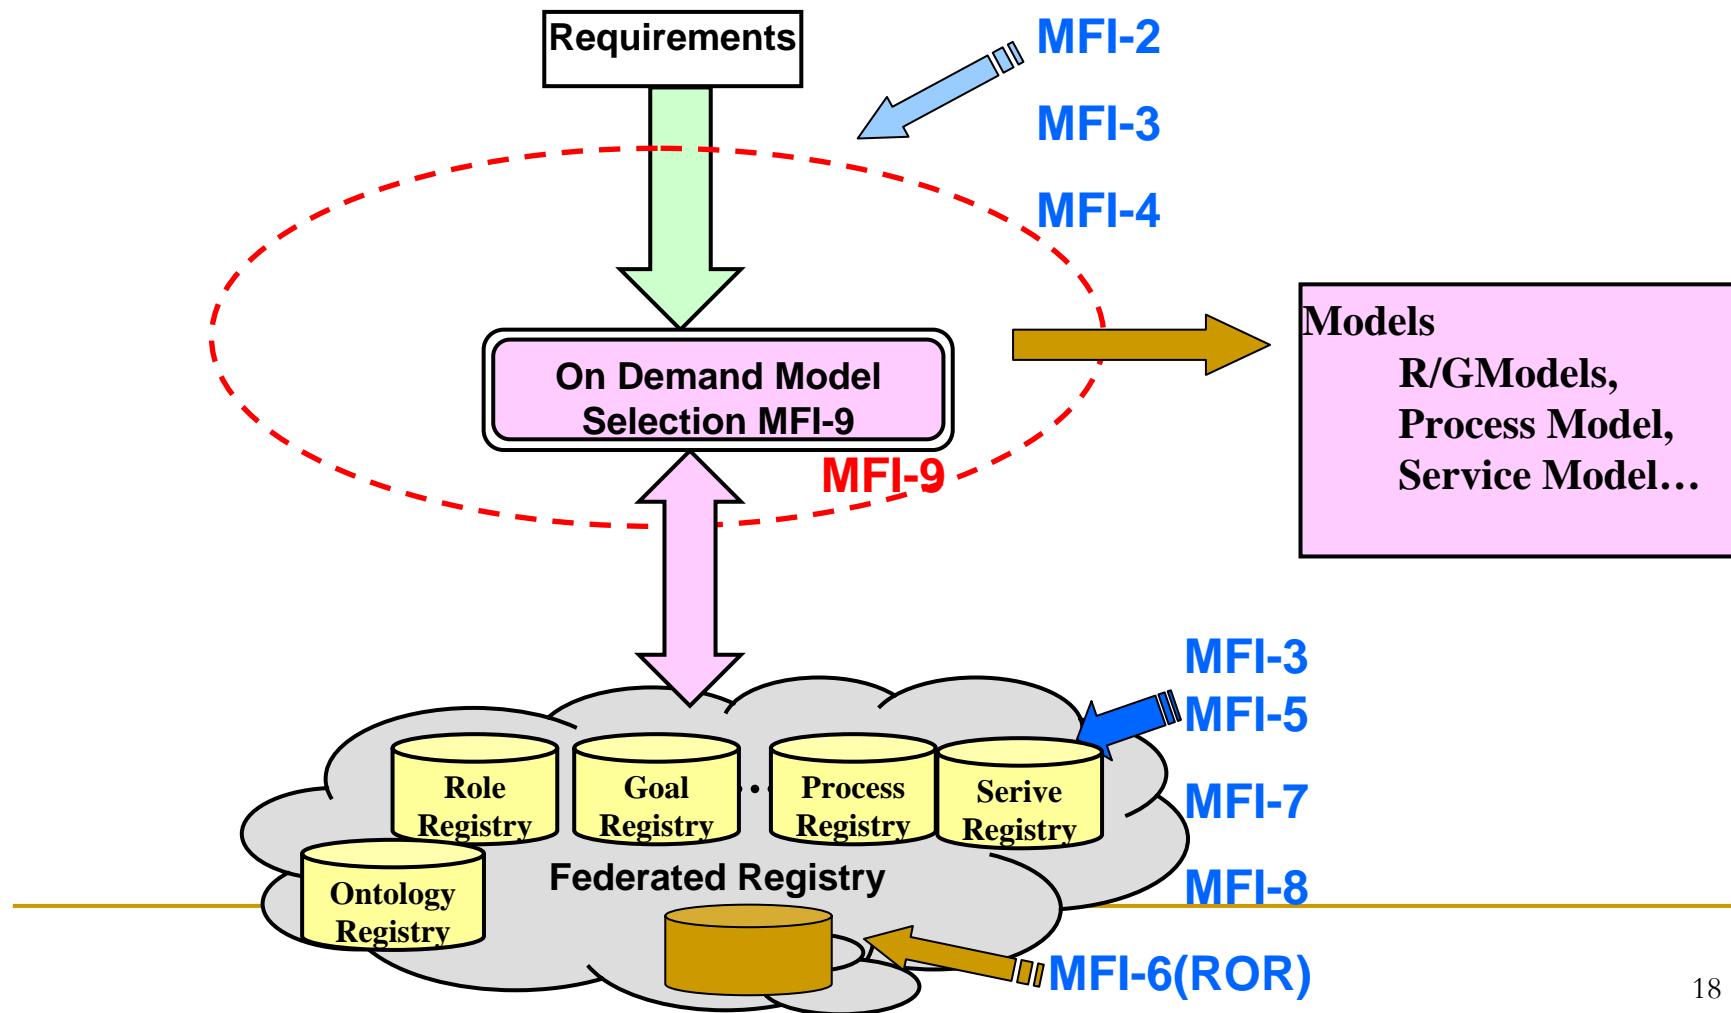 Requirements
MFI-2
MFI-3
MFI-4
On Demand Model
Selection MFI-9
MFI-9
Models
R/GModels,
Process Model,
Service Model…
MFI-3
MFI-5
MFI-7
MFI-8
Role
Registry
Goal
Registry
...
Process
Registry
Serive
Registry
Ontology
Registry
Federated Registry
MFI-6(ROR)
18